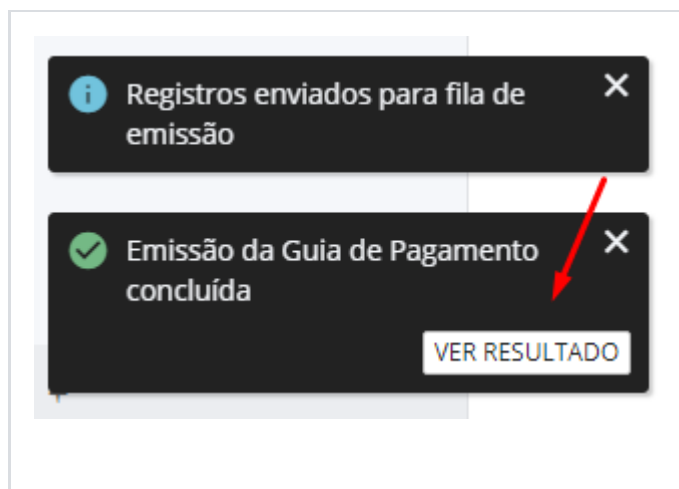 Registros enviados para fila de
emissão
Emissão da Guia de Pagamento
concluída
VER RESULTADO